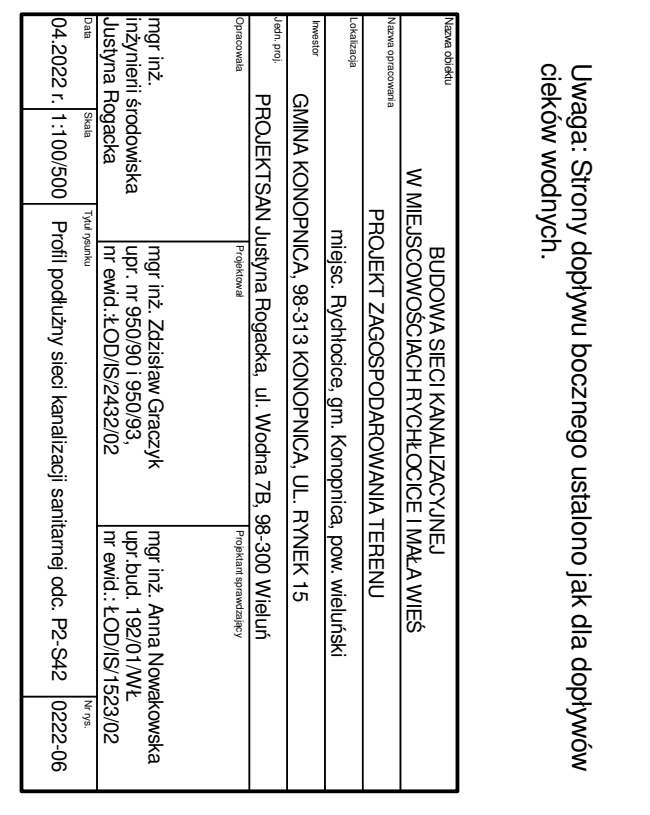 Uwaga: Strony dopływu bocznego ustalono jak dla dopływów
cieków wodnych.
Nazwa obiektu
BUDOWA SIECI KANALIZACYJNEJ
W MIEJSCOWOŚCIACH RYCHŁOCICE I MAŁA WIEŚ
Nazwa opracowania
PROJEKT ZAGOSPODAROWANIA TERENU
Lokalizacja
miejsc. Rychłocice, gm. Konopnica, pow. wieluński
Inwestor
GMINA KONOPNICA, 98-313 KONOPNICA, UL. RYNEK 15
Jedn. proj.
PROJEKTSAN Justyna Rogacka, ul. Wodna 7B, 98-300 Wieluń
Opracowała
mgr inż.
inżynierii środowiska
Justyna Rogacka
Projektował
mgr inż. Zdzisław Graczyk
upr. nr 950/90 i 950/93,
nr ewid.:ŁOD/IS/2432/02
Projektant sprawdzający
mgr inż. Anna Nowakowska
upr.bud. 192/01/WŁ
nr ewid.: ŁOD/IS/1523/02
Data
04.2022 r.
Skala
1:100/500
Tytuł rysunku
Profil podłużny sieci kanalizacji sanitarnej odc. P2-S42
Nr rys.
0222-06